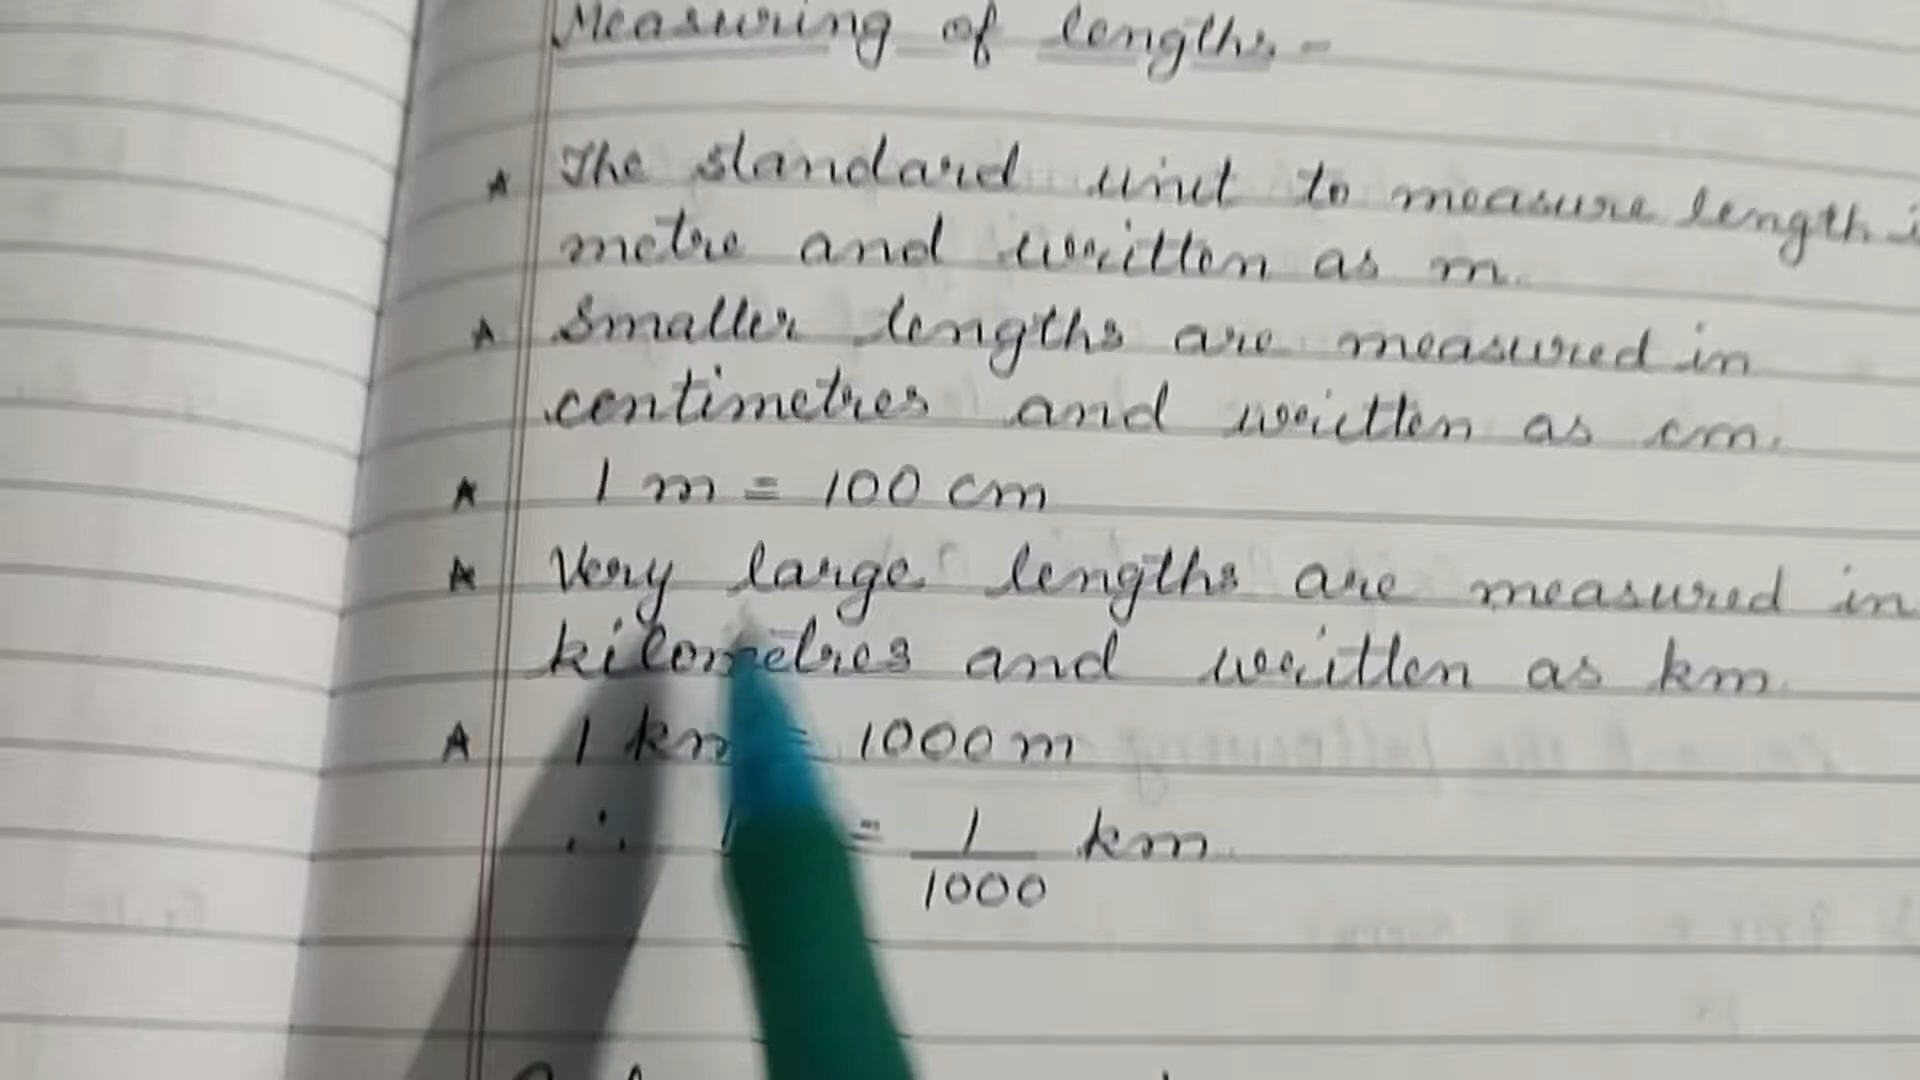 Measuring of lengths -
★ The standard unit to measure length
metre and written as m.
★ Smaller lengths are measured in
centimetres and written as cm.
★ 1 m = 100 cm
★ Very large lengths are measured in
kilometres and written as km
★ 1 km = 1000 m
∴ 1 = 1/1000 km